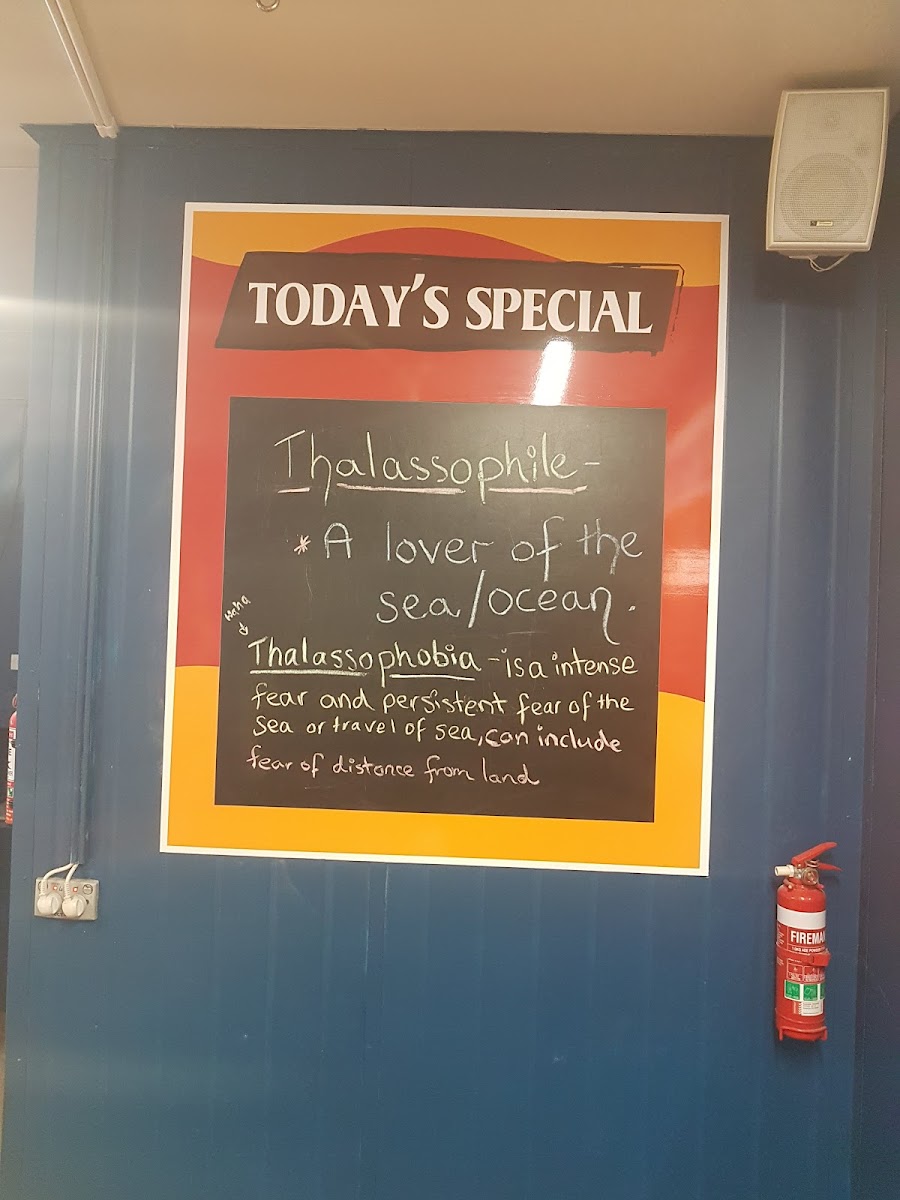 TODAY'S SPECIAL
Thalassophile -
* A lover of the
sea/ocean.
Haha
Thalassophobia - is a intense
fear and persistent fear of the
sea or travel of sea, can include
fear of distance from land
FIREMA